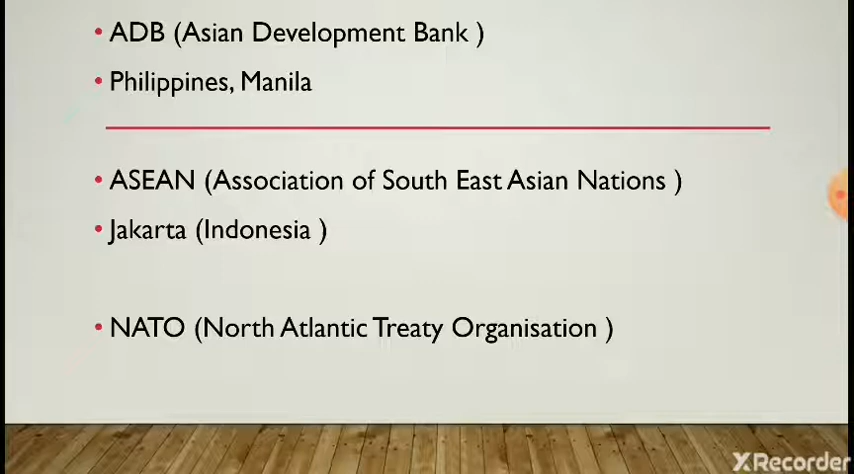 • ADB (Asian Development Bank )
• Philippines, Manila
• ASEAN (Association of South East Asian Nations )
• Jakarta (Indonesia )
• NATO (North Atlantic Treaty Organisation )
XRecorder